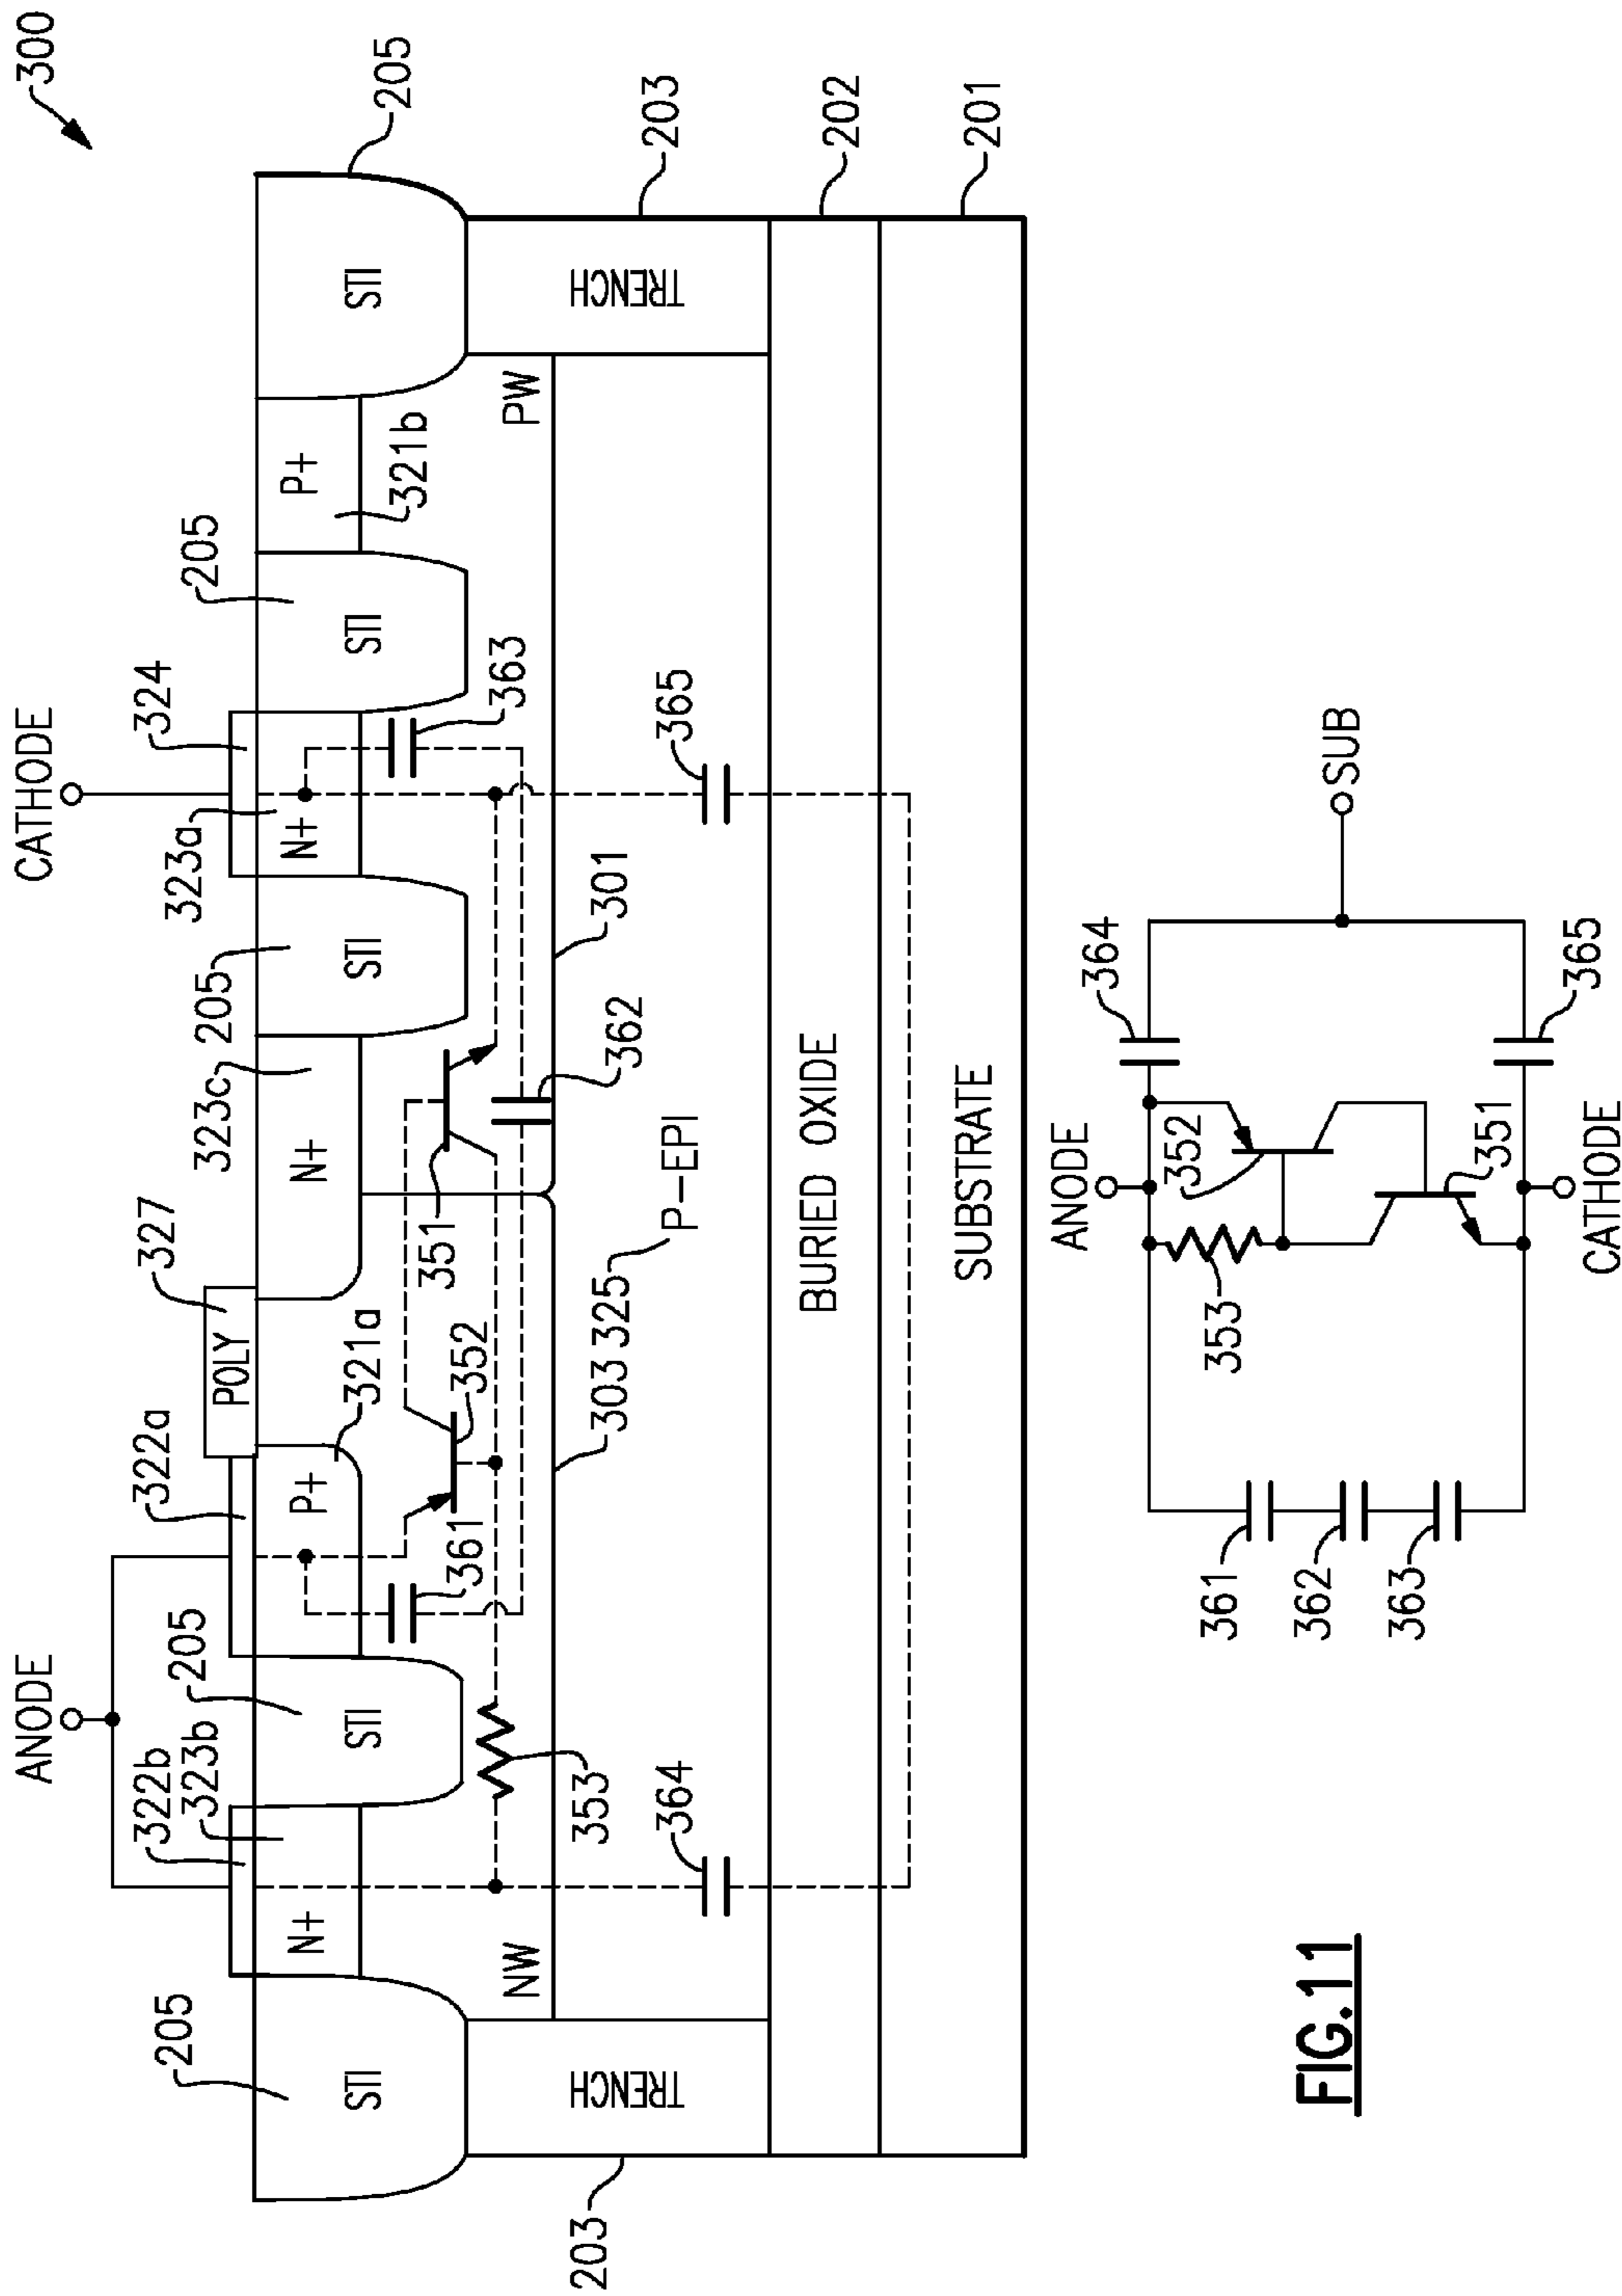 300
ANODE
CATHODE
205
322b
323b
205
322a
327
323c
205
323a
324
205
205
STI
N+
STI
P+
POLY
321a
N+
STI
N+
STI
P+
321b
STI
361
352
351
363
NW
PW
353
362
301
203
TRENCH
364
303
325
P-EPI
365
TRENCH
203
BURIED OXIDE
202
SUBSTRATE
201
ANODE
364
361
362
363
353
352
351
SUB
365
CATHODE
FIG.11